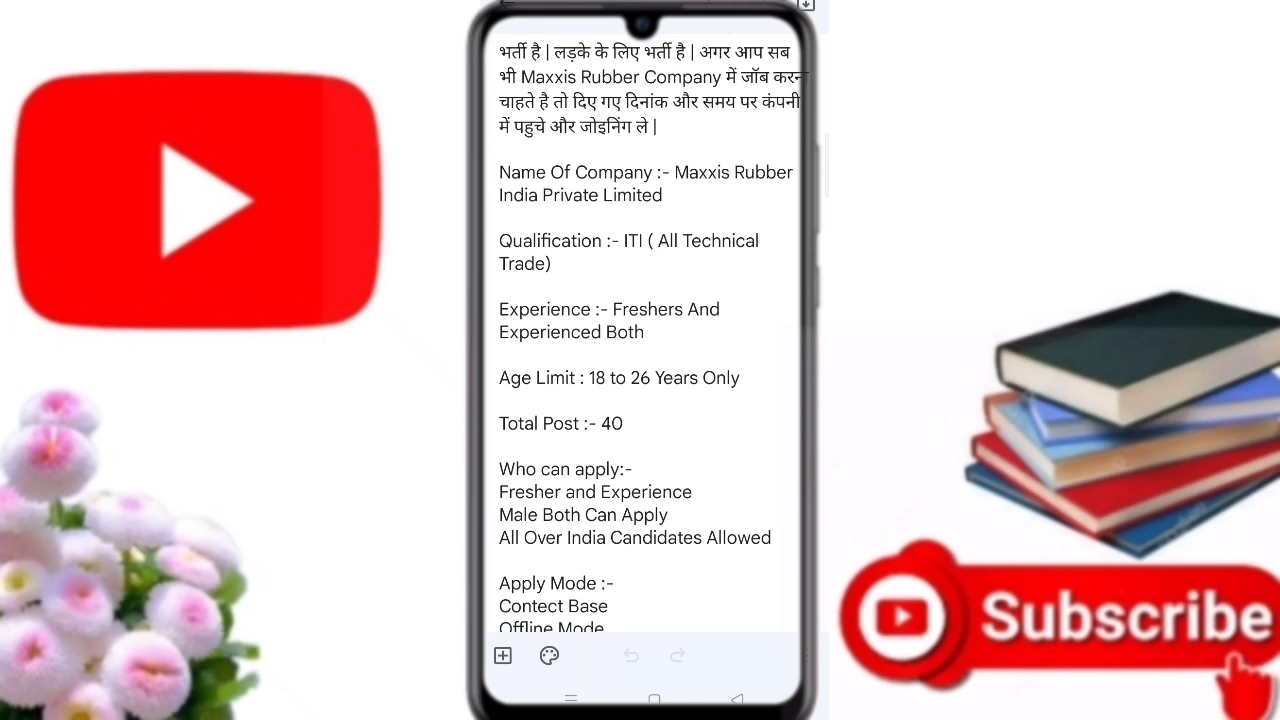 भर्ती है | लड़के के लिए भर्ती है | अगर आप सब
भी Maxxis Rubber Company में जॉब करना
चाहते है तो दिए गए दिनांक और समय पर कंपनी
में पहुचे और जोइनिंग ले |
Name Of Company :- Maxxis Rubber
India Private Limited
Qualification :- ITI ( All Technical
Trade)
Experience :- Freshers And
Experienced Both
Age Limit : 18 to 26 Years Only
Total Post :- 40
Who can apply:-
Fresher and Experience
Male Both Can Apply
All Over India Candidates Allowed
Apply Mode :-
Contect Base
Offline Mode
Subscribe